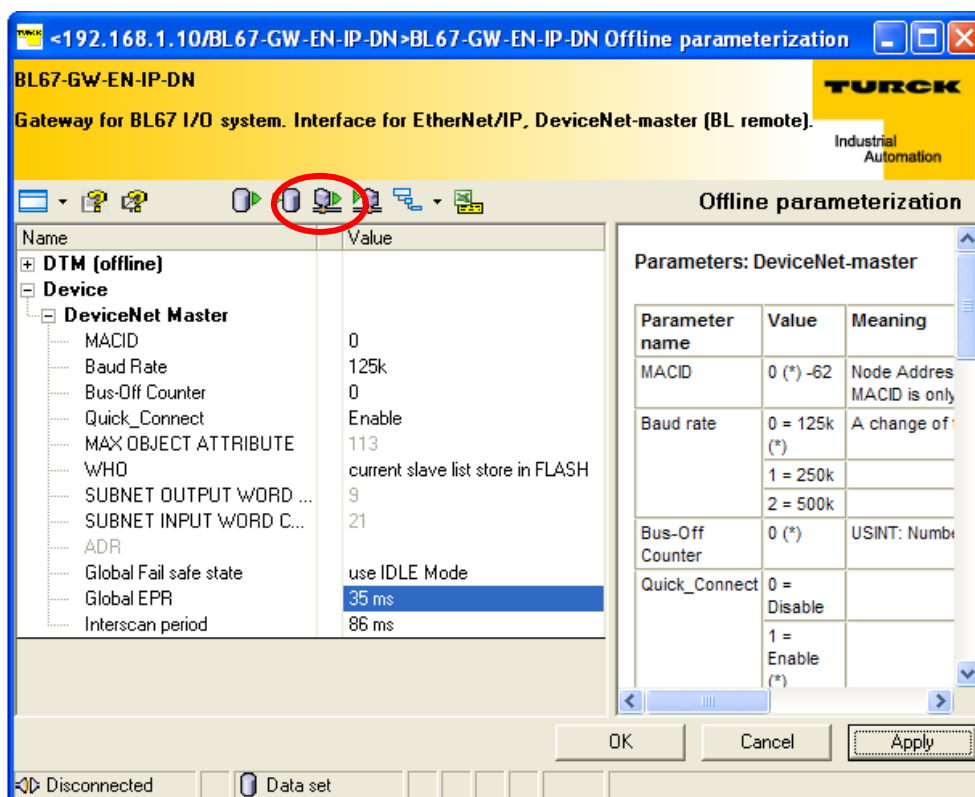 <192.168.1.10/BL67-GW-EN-IP-DN>BL67-GW-EN-IP-DN Offline parameterization
BL67-GW-EN-IP-DN
Gateway for BL67 I/O system. Interface for EtherNet/IP, DeviceNet-master (BL remote).
TURCK
Industrial
Automation
Offline parameterization
Name Value
DTM (offline)
Device
DeviceNet Master
MACID 0
Baud Rate 125k
Bus-Off Counter 0
Quick_Connect Enable
MAX OBJECT ATTRIBUTE 113
WHO current slave list store in FLASH
SUBNET OUTPUT WORD ... 9
SUBNET INPUT WORD C... 21
ADR
Global Fail safe state use IDLE Mode
Global EPR 35 ms
Interscan period 86 ms
Parameters: DeviceNet-master
Parameter Value Meaning
name
MACID 0 (*) -62 Node Addres
MACID is only
Baud rate 0 = 125k A change of
(*)
1 = 250k
2 = 500k
Bus-Off 0 (*) USINT: Numbe
Counter
Quick_Connect 0 =
Disable
1 =
Enable
(*)
OK Cancel Apply
Disconnected Data set